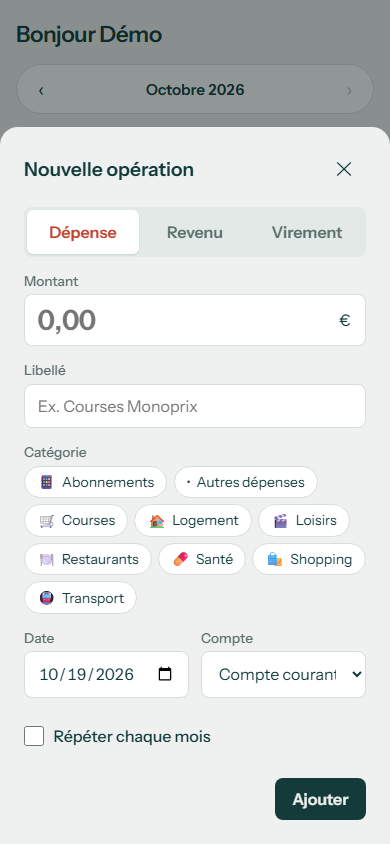 Bonjour Démo
‹ Octobre 2026 ›
Nouvelle opération
Dépense Revenu Virement
Montant
0,00 €
Libellé
Ex. Courses Monoprix
Catégorie
Abonnements · Autres dépenses
Courses Logement Loisirs
Restaurants Santé Shopping
Transport
Date Compte
10/19/2026 Compte courant
Répéter chaque mois
Ajouter